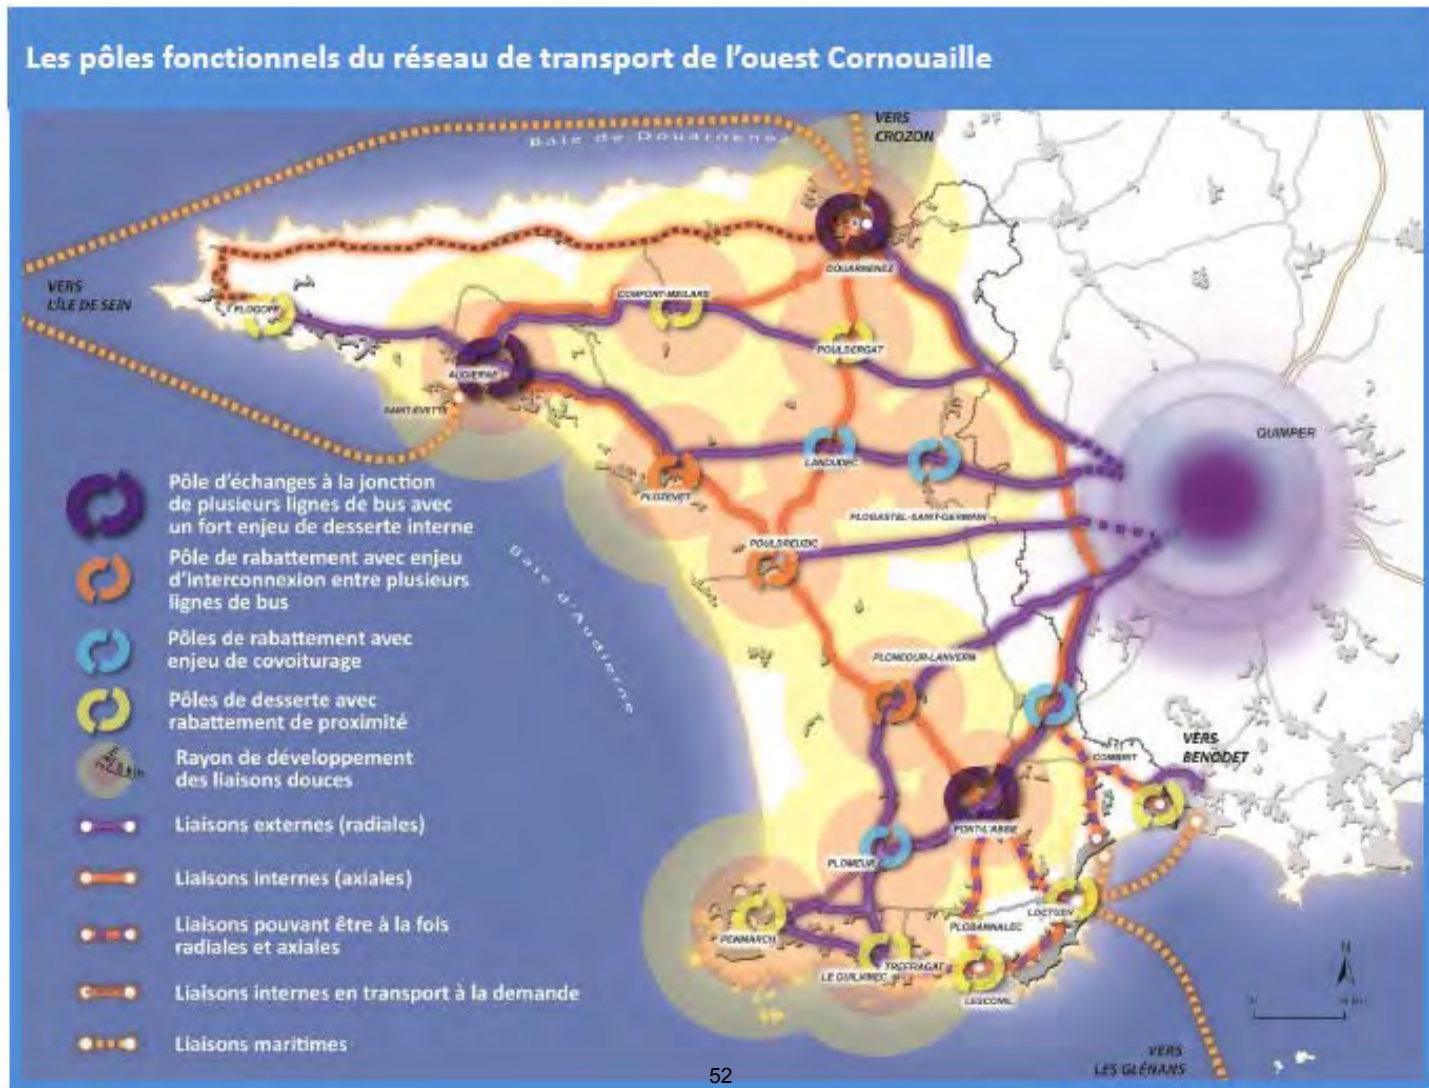 Les pôles fonctionnels du réseau de transport de l'ouest Cornouaille
VERS
CROZON
Baie de Douarnenez
VERS
L'ÎLE DE SEIN
DOUARNENEZ
PLOGOFF
CONFORT-MEILARS
POULDERGAT
AUDIERNE
SAINT-EVETTE
QUIMPER
LANDUDEC
PLOZEVET
PLOGASTEL-SAINT-GERMAIN
POULDREUZIC
Baie d'Audierne
PLONEOUR-LANVERN
VERS
BENODET
COMBRIT
PONT-L'ABBE
PLOMEUR
LOCTUDY
PLOBANNALEC
PENMARCH
TREFFIAGAT
LE GUILVINEC
LESCONIL
N
VERS
LES GLÉNANS
Pôle d'échanges à la jonction
de plusieurs lignes de bus avec
un fort enjeu de desserte interne
Pôle de rabattement avec enjeu
d'interconnexion entre plusieurs
lignes de bus
Pôles de rabattement avec
enjeu de covoiturage
Pôles de desserte avec
rabattement de proximité
Rayon de développement
des liaisons douces
Liaisons externes (radiales)
Liaisons internes (axiales)
Liaisons pouvant être à la fois
radiales et axiales
Liaisons internes en transport à la demande
Liaisons maritimes
52